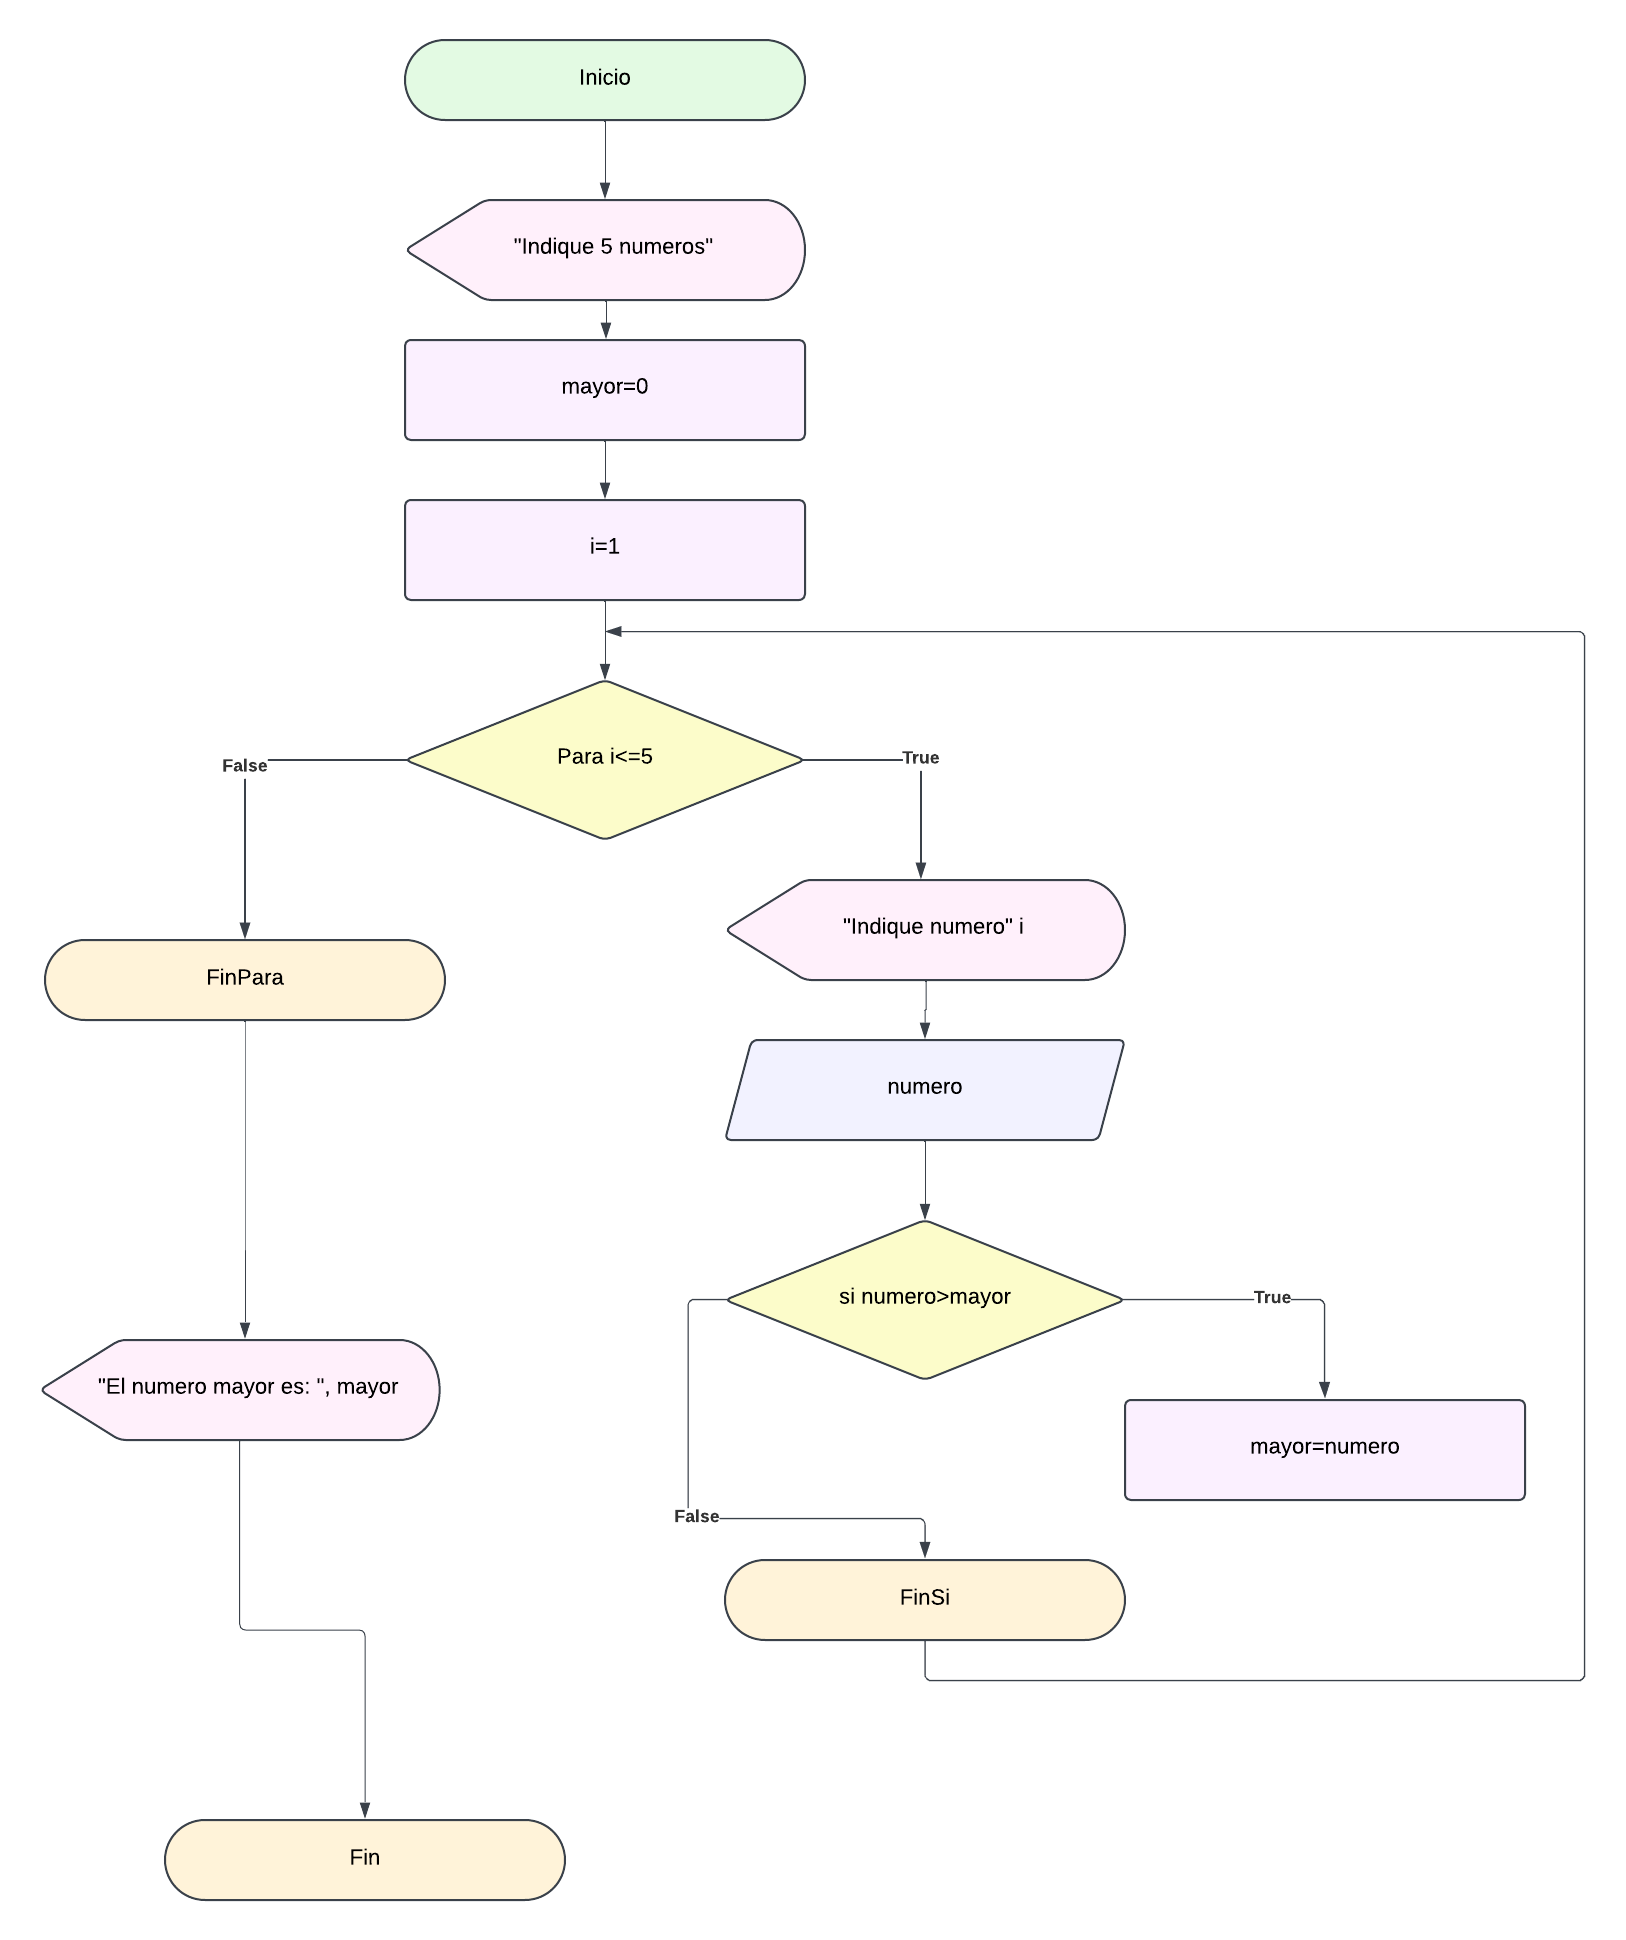 Inicio
"Indique 5 numeros"
mayor=0
i=1
Para i<=5
False
True
"Indique numero" i
FinPara
numero
si numero>mayor
True
"El numero mayor es: ", mayor
mayor=numero
False
FinSi
Fin